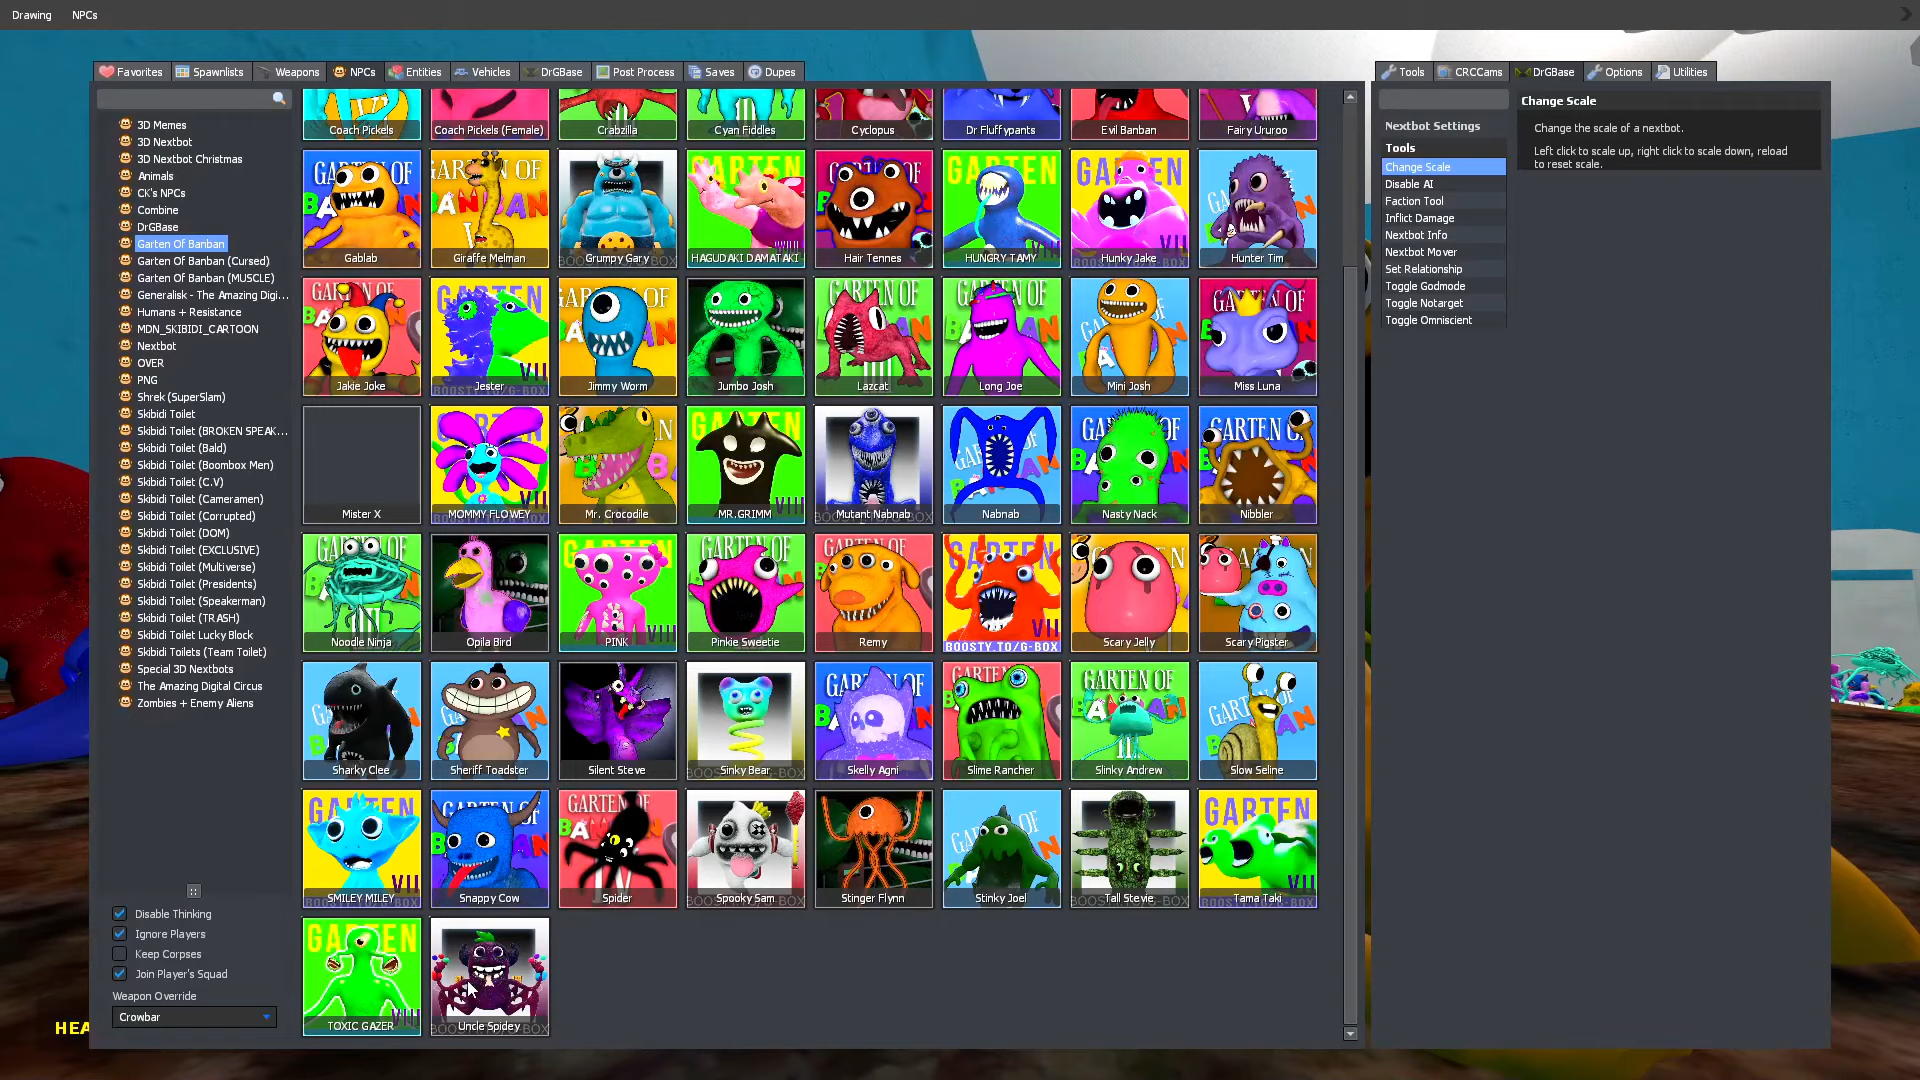 Drawing NPCs
Favorites Spawnlists Weapons NPCs Entities Vehicles DrGBase Post Process Saves Dupes
3D Memes
3D Nextbot
3D Nextbot Christmas
Animals
CK's NPCs
Combine
DrGBase
Garten Of Banban
Garten Of Banban (Cursed)
Garten Of Banban (MUSCLE)
Generalisk - The Amazing Digi...
Humans + Resistance
MDN_SKIBIDI_CARTOON
Nextbot
OVER
PNG
Shrek (SuperSlam)
Skibidi Toilet
Skibidi Toilet (BROKEN SPEAK...
Skibidi Toilet (Bald)
Skibidi Toilet (Boombox Men)
Skibidi Toilet (C.V)
Skibidi Toilet (Cameramen)
Skibidi Toilet (Corrupted)
Skibidi Toilet (DOM)
Skibidi Toilet (EXCLUSIVE)
Skibidi Toilet (Multiverse)
Skibidi Toilet (Presidents)
Skibidi Toilet (Speakerman)
Skibidi Toilet (TRASH)
Skibidi Toilet Lucky Block
Skibidi Toilets (Team Toilet)
Special 3D Nextbots
The Amazing Digital Circus
Zombies + Enemy Aliens
Disable Thinking
Ignore Players
Keep Corpses
Join Player's Squad
Weapon Override
Crowbar
HEA
Coach Pickels Coach Pickels (Female) Crabzilla Cyan Fiddles Cyclopus Dr Fluffypants Evil Banban Fairy Ururoo
Gablab Giraffe Melman Grumpy Gary HAGUDAKI DAMATAKI Hair Tennes HUNGRY TAMY Hunky Jake Hunter Tim
Jakie Joke Jester Jimmy Worm Jumbo Josh Lazcat Long Joe Mini Josh Miss Luna
Mister X MOMMY FLOWEY Mr. Crocodile MR.GRIMM Mutant Nabnab Nabnab Nasty Nack Nibbler
Noodle Ninja Opila Bird PINK Pinkie Sweetie Remy BOOSTY.TO/G-BOX Scary Jelly Scary Pigster
Sharky Clee Sheriff Toadster Silent Steve Sinky Bear Skelly Agni Slime Rancher Slinky Andrew Slow Seline
SMILEY MILEY Snappy Cow Spider Spooky Sam Stinger Flynn Stinky Joel Tall Stevie Tama Taki
TOXIC GAZER Uncle Spidey
Tools CRCCams DrGBase Options Utilities
Nextbot Settings
Tools
Change Scale
Disable AI
Faction Tool
Inflict Damage
Nextbot Info
Nextbot Mover
Set Relationship
Toggle Godmode
Toggle Notarget
Toggle Omniscient
Change Scale
Change the scale of a nextbot.
Left click to scale up, right click to scale down, reload
to reset scale.